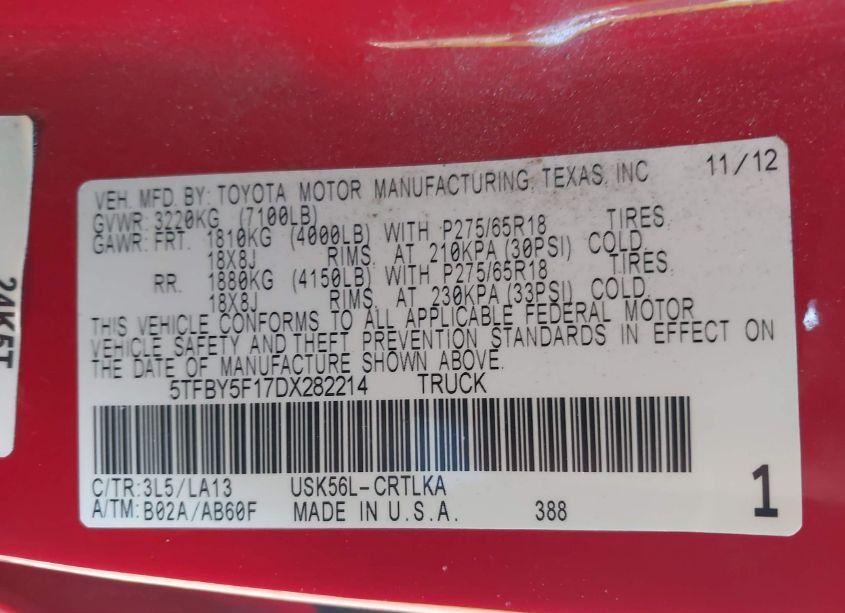 VEH. MFD. BY: TOYOTA MOTOR MANUFACTURING, TEXAS, INC 11/12
GVWR: 3220KG (7100LB)
GAWR: FRT. 1810KG (4000LB) WITH P275/65R18 TIRES,
18X8J RIMS, AT 210KPA (30PSI) COLD.
RR. 1880KG (4150LB) WITH P275/65R18 TIRES,
18X8J RIMS, AT 230KPA (33PSI) COLD.
THIS VEHICLE CONFORMS TO ALL APPLICABLE FEDERAL MOTOR
VEHICLE SAFETY AND THEFT PREVENTION STANDARDS IN EFFECT ON
THE DATE OF MANUFACTURE SHOWN ABOVE.
5TFBY5F17DX282214 TRUCK
C/TR:3L5/LA13 USK56L-CRTLKA
A/TM:B02A/AB60F MADE IN U.S.A. 388 1
24K5T